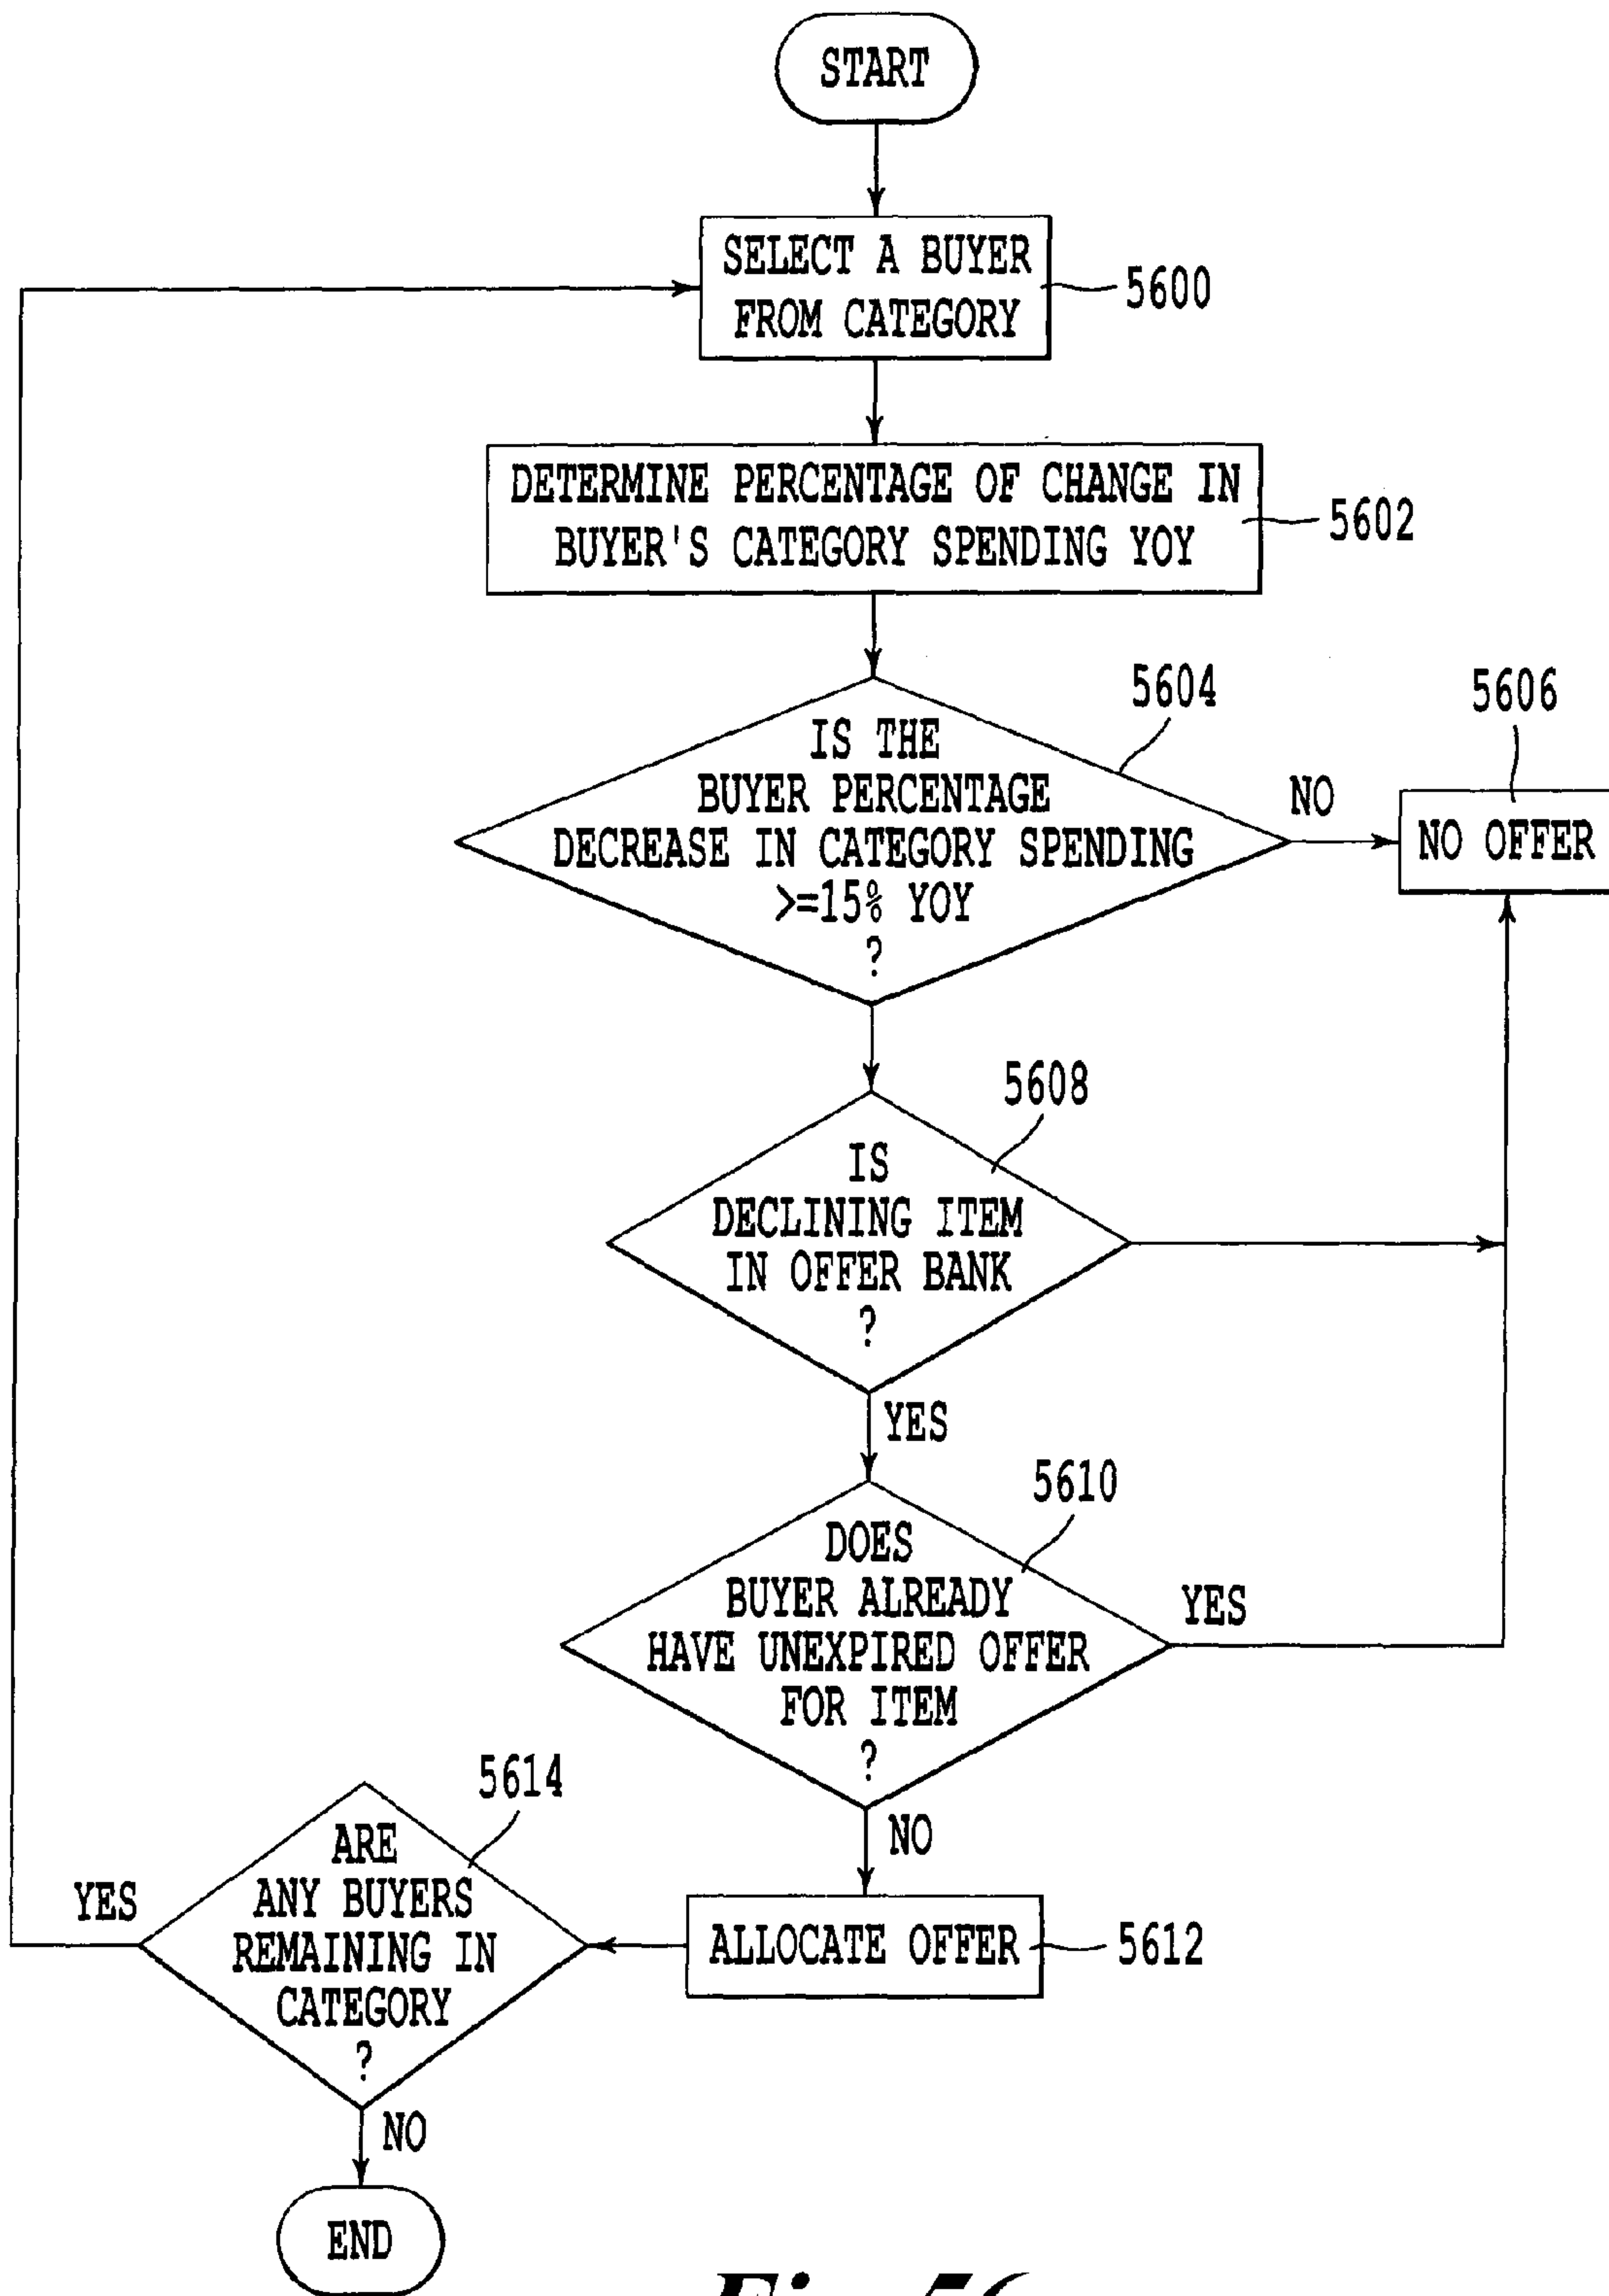 START
SELECT A BUYER
FROM CATEGORY
5600
DETERMINE PERCENTAGE OF CHANGE IN
BUYER'S CATEGORY SPENDING YOY
5602
5604
IS THE
BUYER PERCENTAGE
DECREASE IN CATEGORY SPENDING
>=15% YOY
?
NO
5606
NO OFFER
5608
IS
DECLINING ITEM
IN OFFER BANK
?
YES
5610
DOES
BUYER ALREADY
HAVE UNEXPIRED OFFER
FOR ITEM
?
YES
NO
5614
ARE
ANY BUYERS
REMAINING IN
CATEGORY
?
YES
ALLOCATE OFFER
5612
NO
END